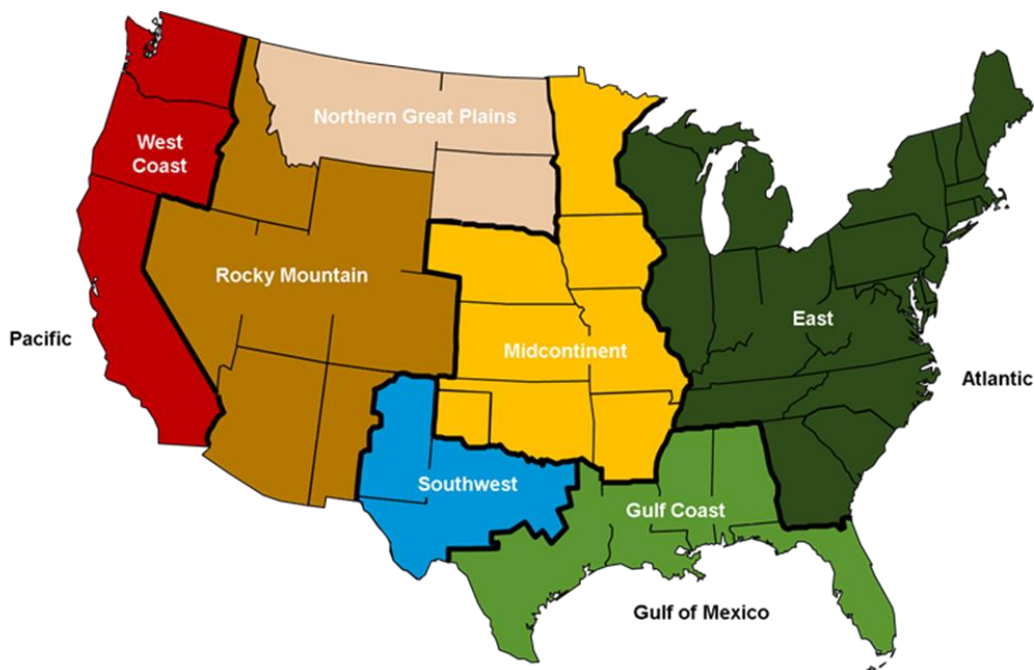 Northern Great Plains
West
Coast
Rocky Mountain
East
Pacific
Midcontinent
Atlantic
Southwest
Gulf Coast
Gulf of Mexico